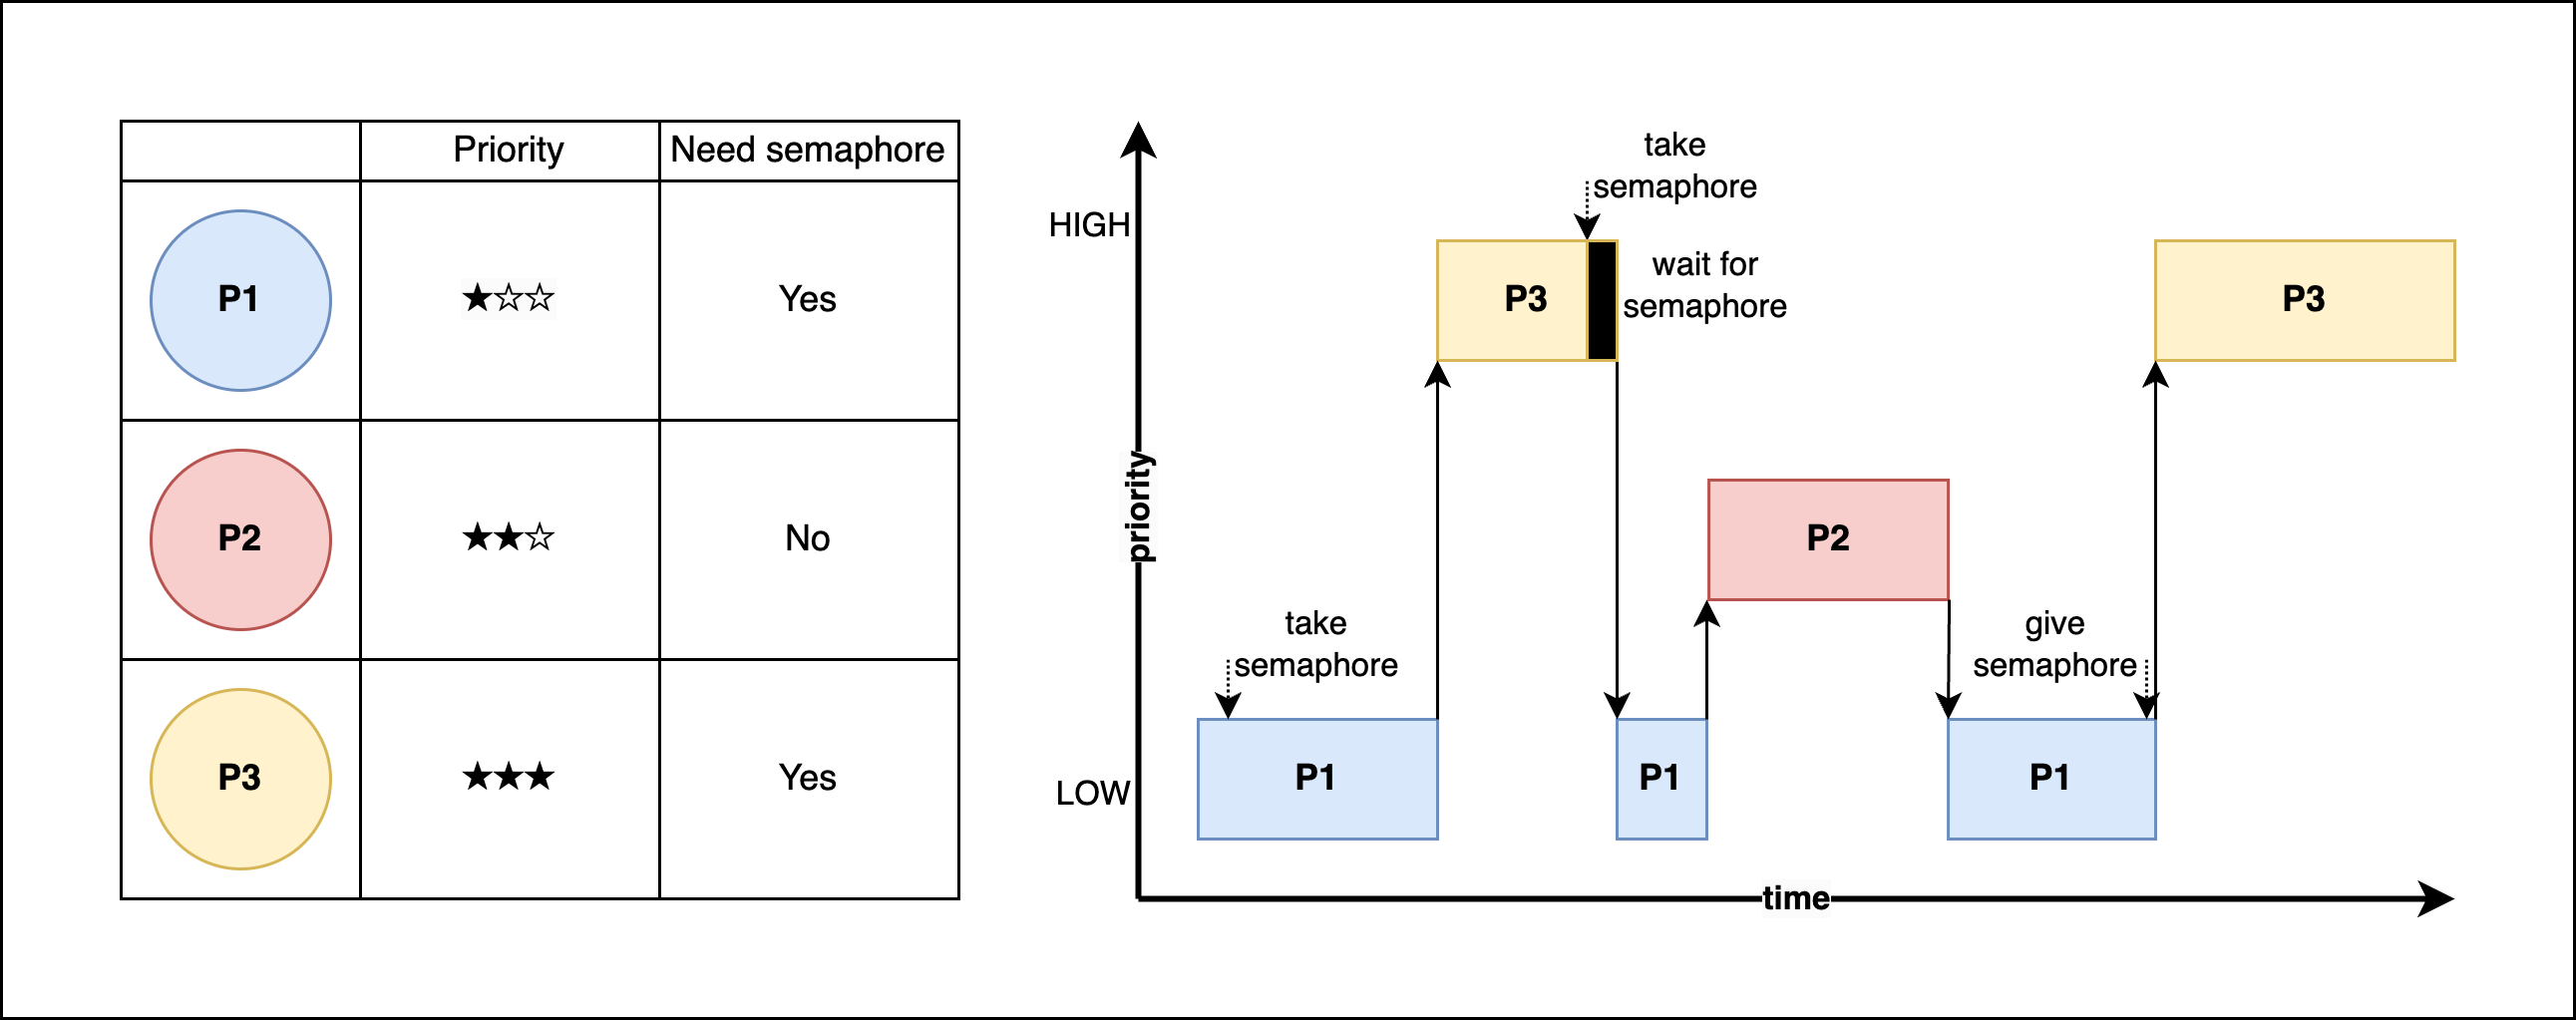 Priority
Need semaphore
P1
★☆☆
Yes
P2
★★☆
No
P3
★★★
Yes
HIGH
LOW
priority
time
take
semaphore
P1
take
semaphore
P3
wait for
semaphore
P1
P2
give
semaphore
P1
P3